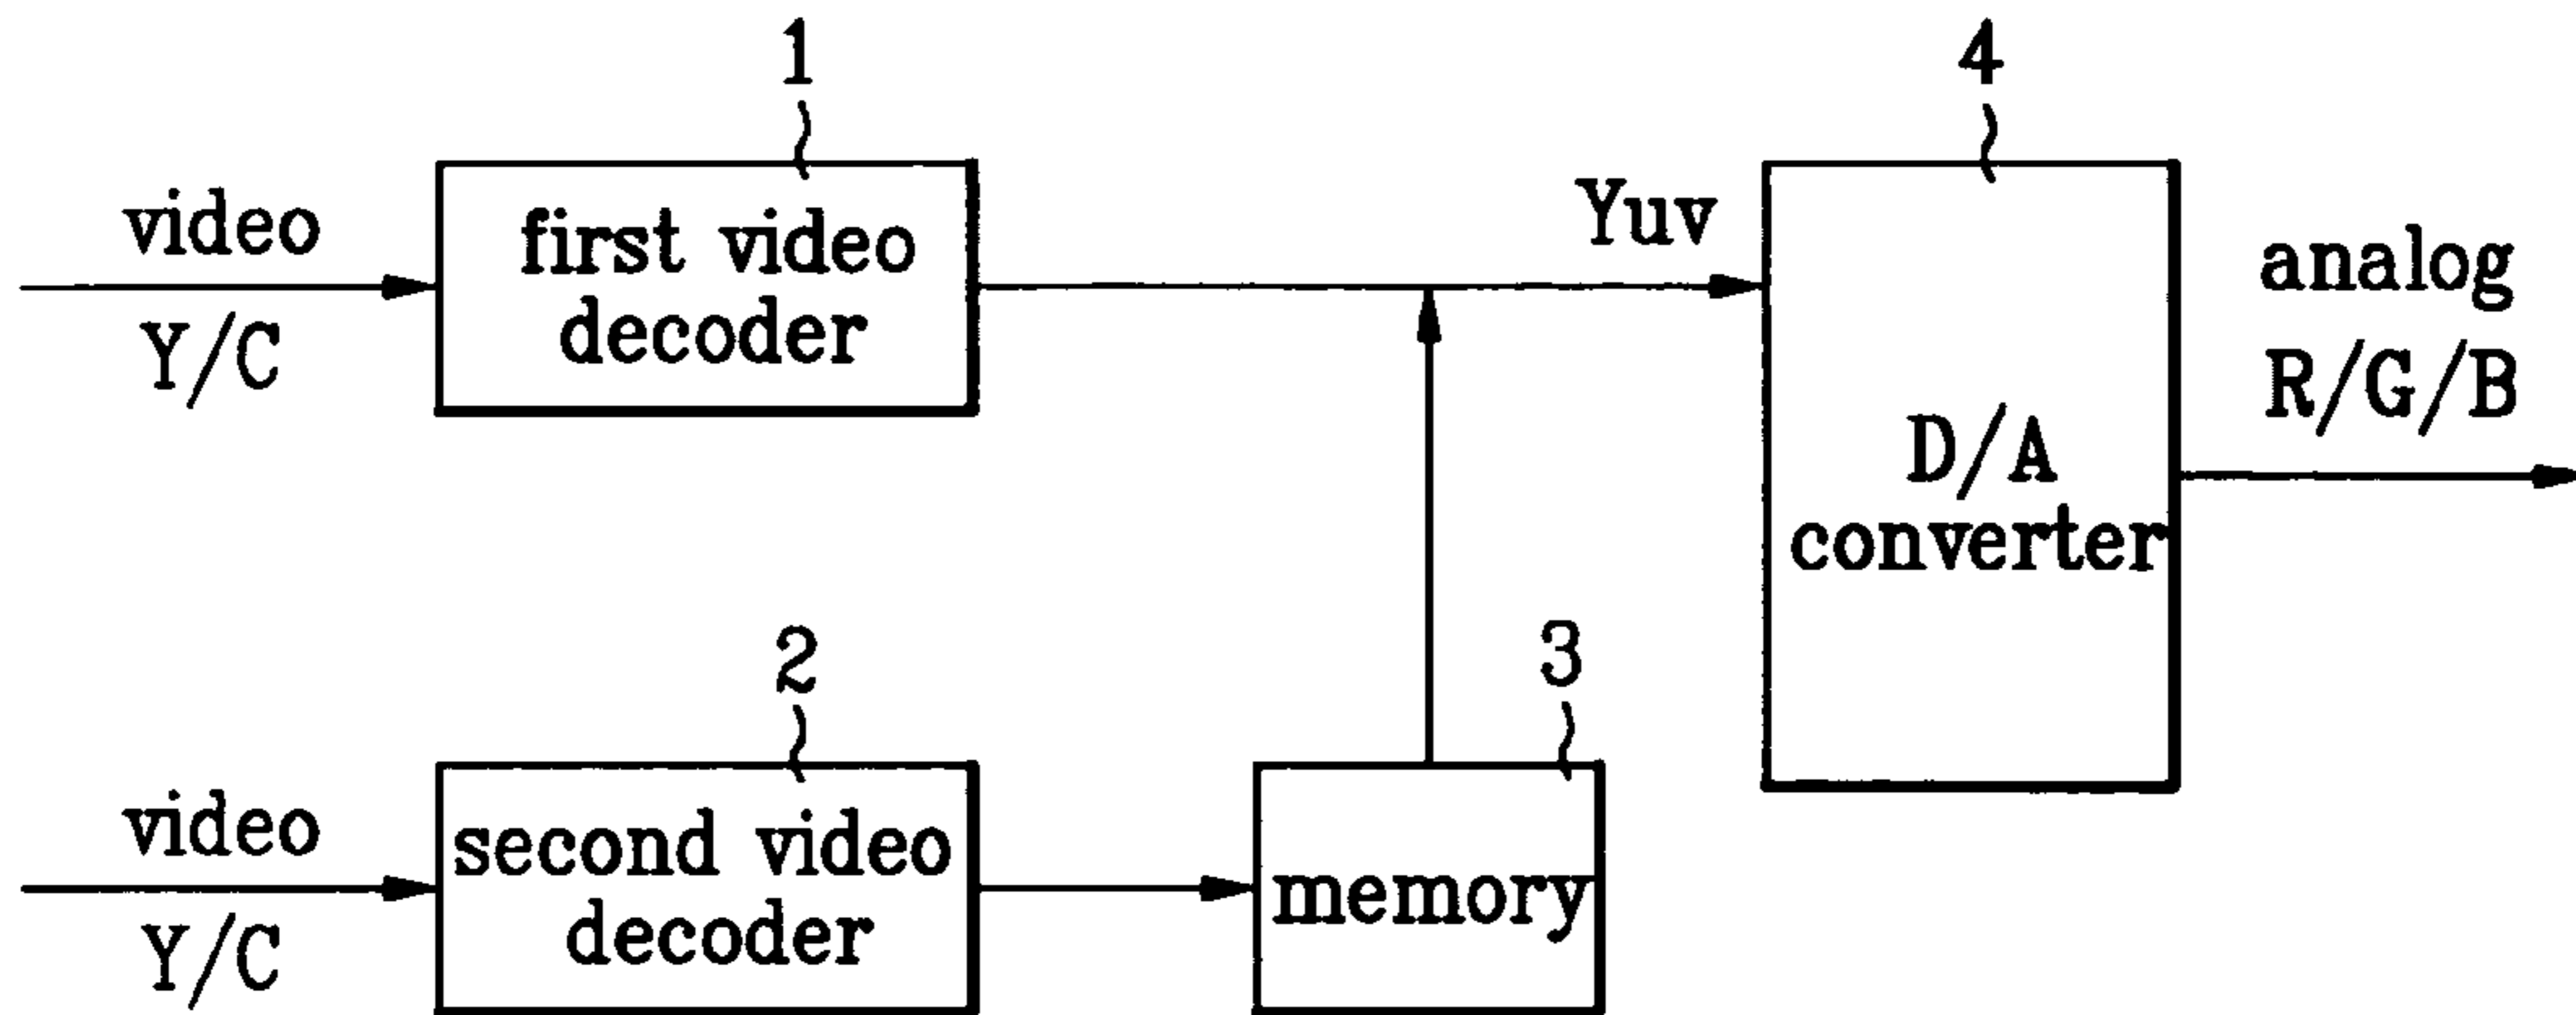 1
4
video
Y/C
first video
decoder
Yuv
D/A
converter
analog
R/G/B
2
3
video
Y/C
second video
decoder
memory